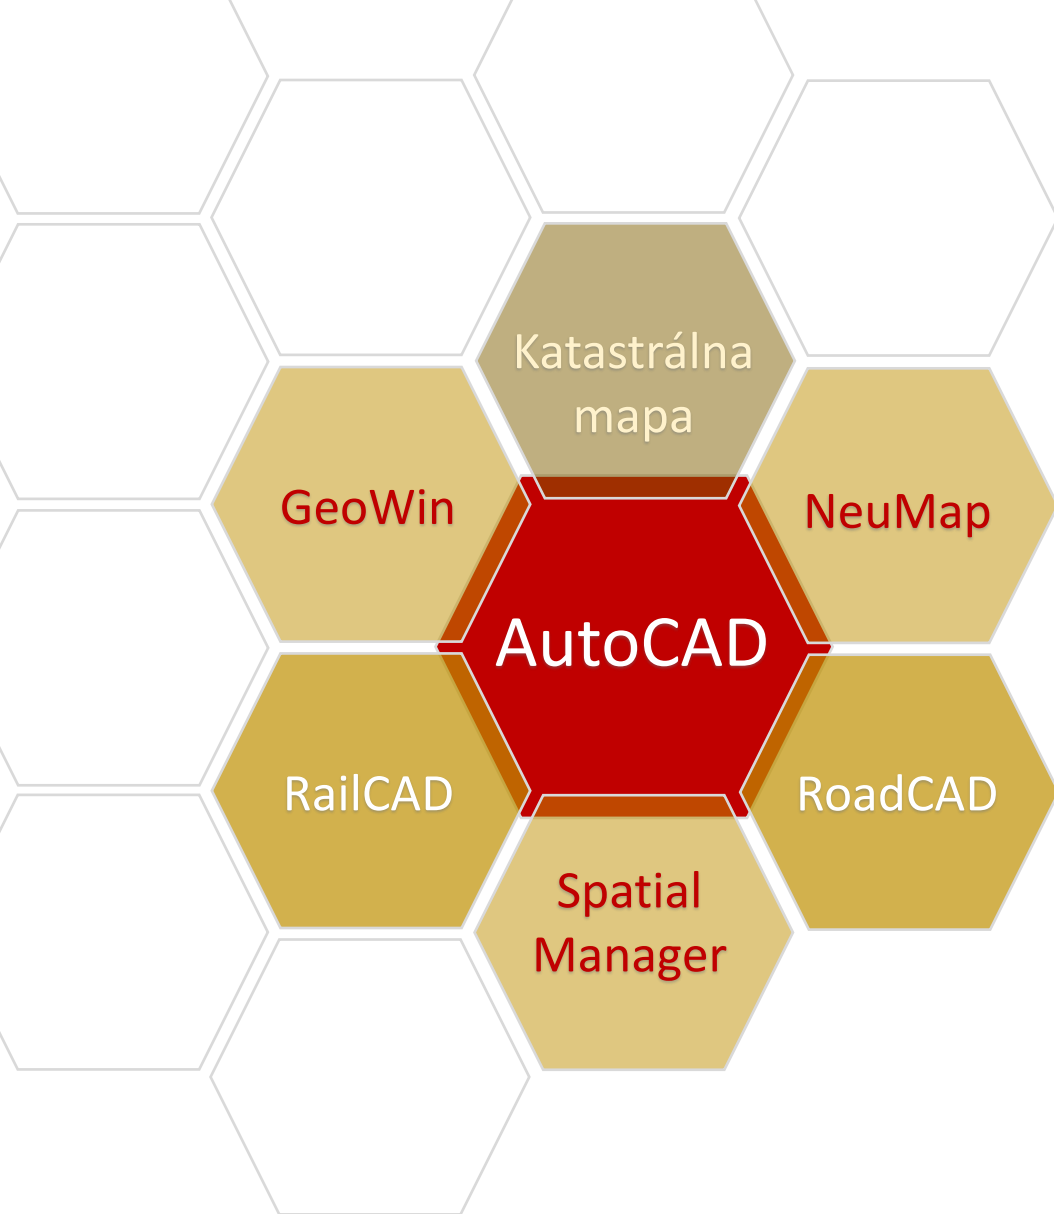 Katastrálna
mapa
GeoWin
NeuMap
AutoCAD
RailCAD
RoadCAD
Spatial
Manager